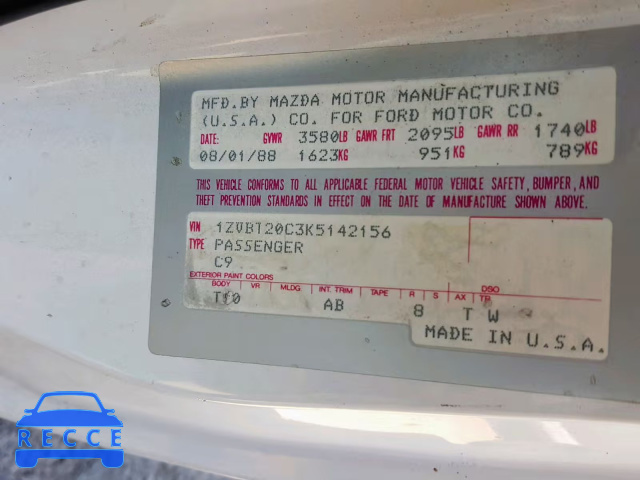 MFD. BY MAZDA MOTOR MANUFACTURING
(U.S.A.) CO. FOR FORD MOTOR CO.
DATE: GVWR 3580LB GAWR FRT 2095LB GAWR RR 1740LB
08/01/88 1623KG 951KG 789KG
THIS VEHICLE CONFORMS TO ALL APPLICABLE FEDERAL MOTOR VEHICLE SAFETY, BUMPER, AND
THEFT PREVENTION STANDARDS IN EFFECT ON THE DATE OF MANUFACTURE SHOWN ABOVE.
VIN 1ZVBT20C3K5142156
TYPE PASSENGER
C9
EXTERIOR PAINT COLORS DSO
BODY VR MLDG INT. TRIM TAPE R S AX TR
T10 AB 8 T W
MADE IN U.S.A.
RECCE